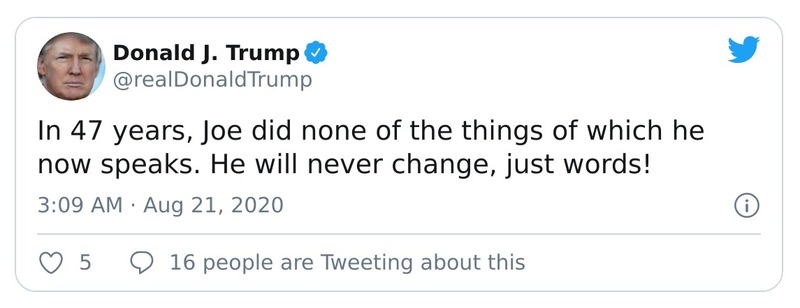 Donald J. Trump
@realDonaldTrump
In 47 years, Joe did none of the things of which he
now speaks. He will never change, just words!
3:09 AM · Aug 21, 2020
5 16 people are Tweeting about this